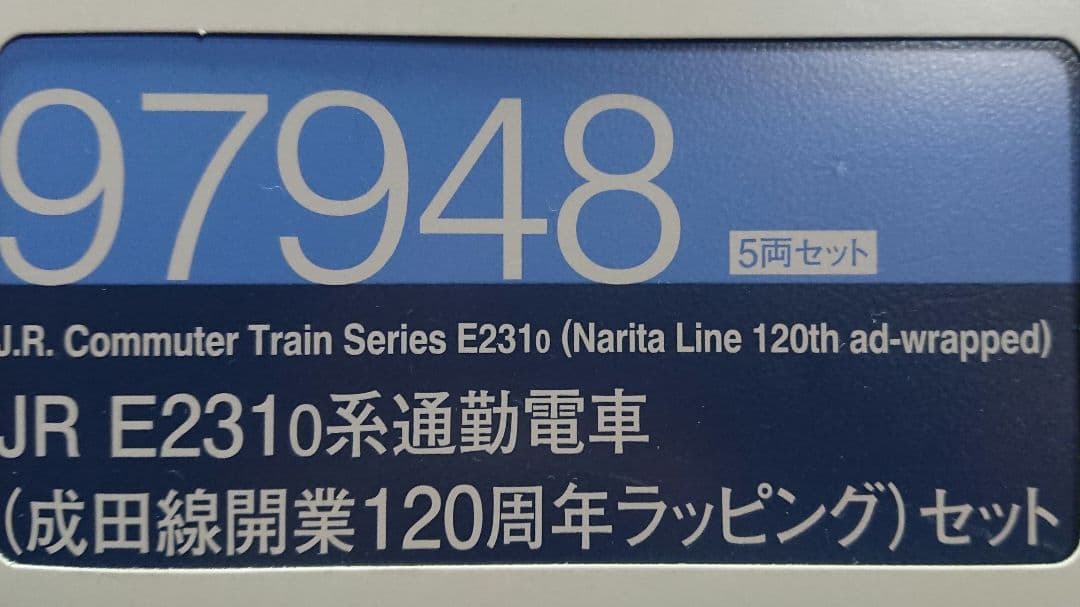 97948
5両セット
J.R. Commuter Train Series E2310 (Narita Line 120th ad-wrapped)
JR E2310系通勤電車
(成田線開業120周年ラッピング)セット